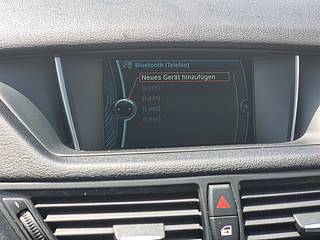 Bluetooth (Telefon)
Neues Gerät hinzufügen
(Leer)
(Leer)
(Leer)
(Leer)